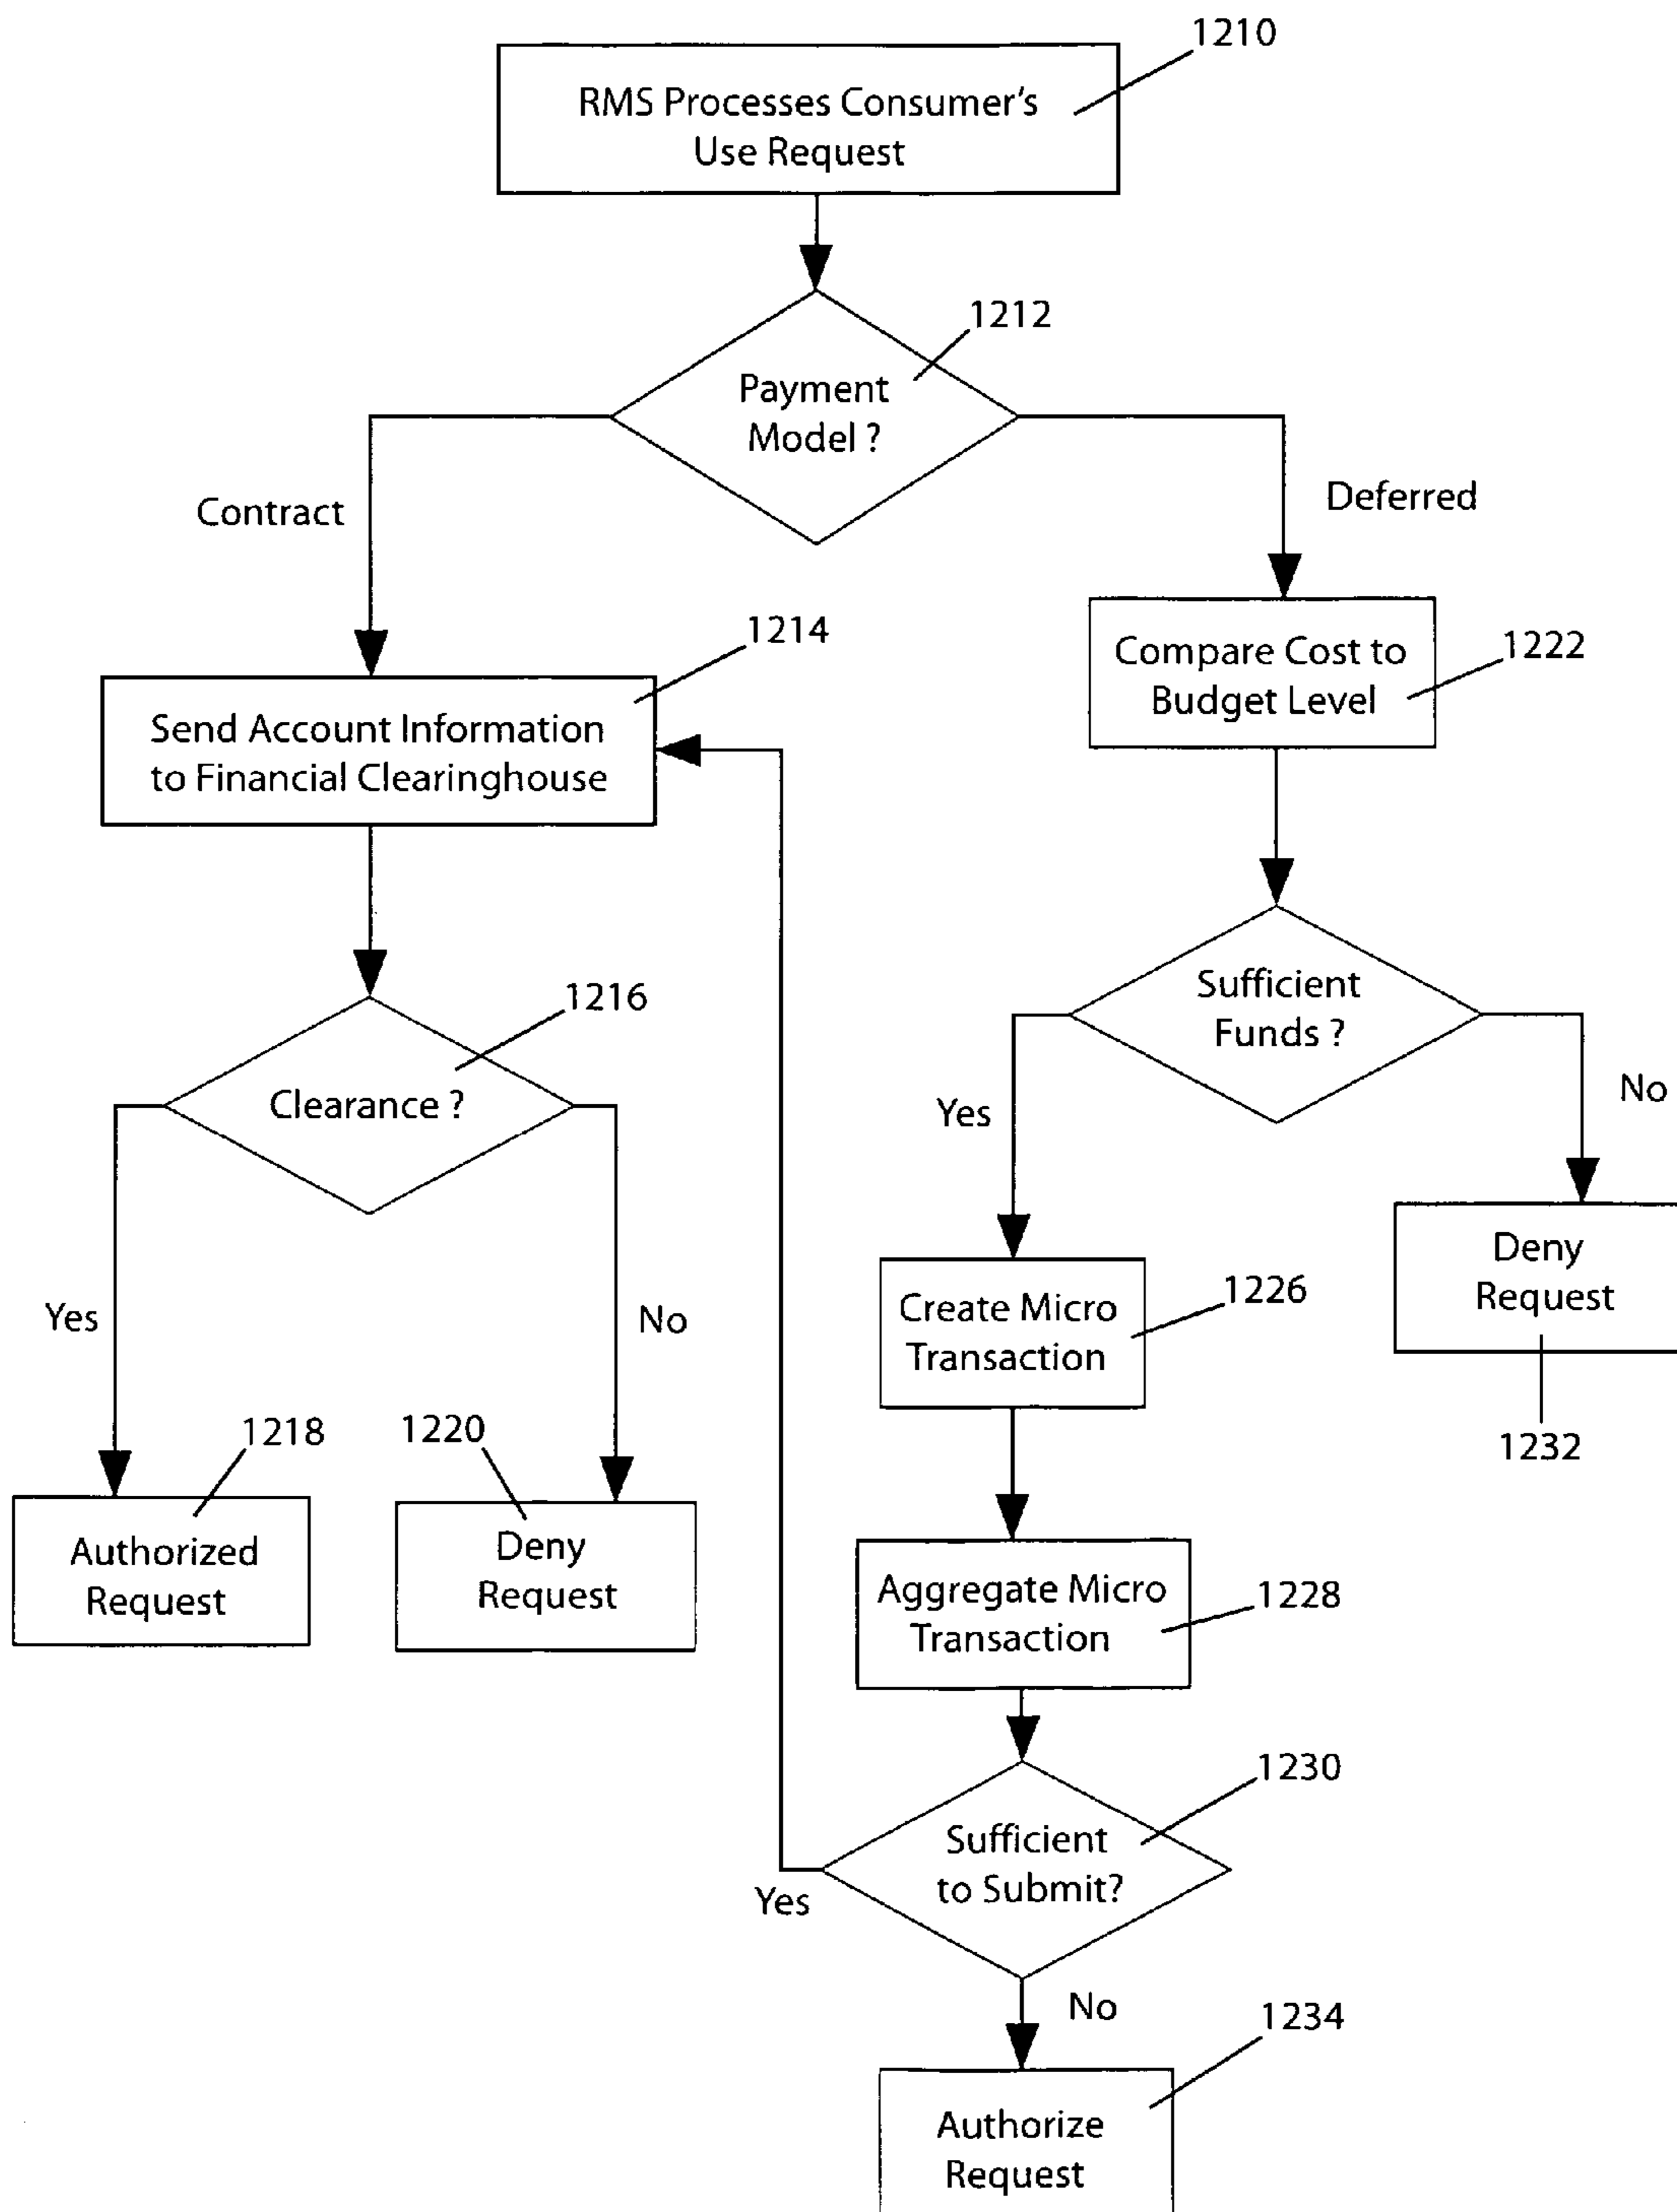 1210
RMS Processes Consumer's
Use Request
1212
Payment
Model ?
Contract
Deferred
1214
Send Account Information
to Financial Clearinghouse
Compare Cost to
Budget Level
1222
1216
Clearance ?
Sufficient
Funds ?
Yes
No
Yes
No
Create Micro
Transaction
1226
Deny
Request
1232
1218
Authorized
Request
1220
Deny
Request
Aggregate Micro
Transaction
1228
1230
Sufficient
to Submit?
Yes
No
1234
Authorize
Request